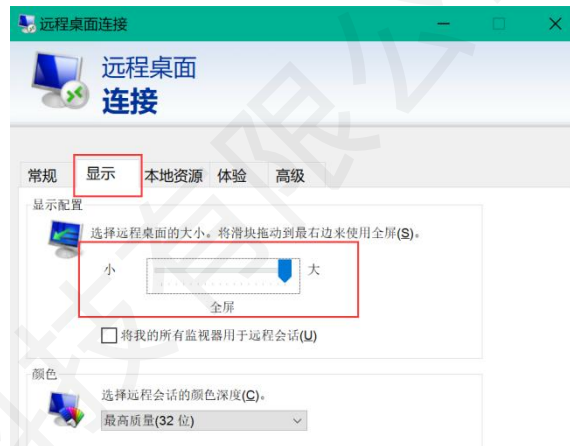 远程桌面连接
远程桌面
连接
常规 显示 本地资源 体验 高级
显示配置
选择远程桌面的大小。将滑块拖动到最右边来使用全屏(S)。
小 大
全屏
将我的所有监视器用于远程会话(U)
颜色
选择远程会话的颜色深度(C)。
最高质量(32 位)